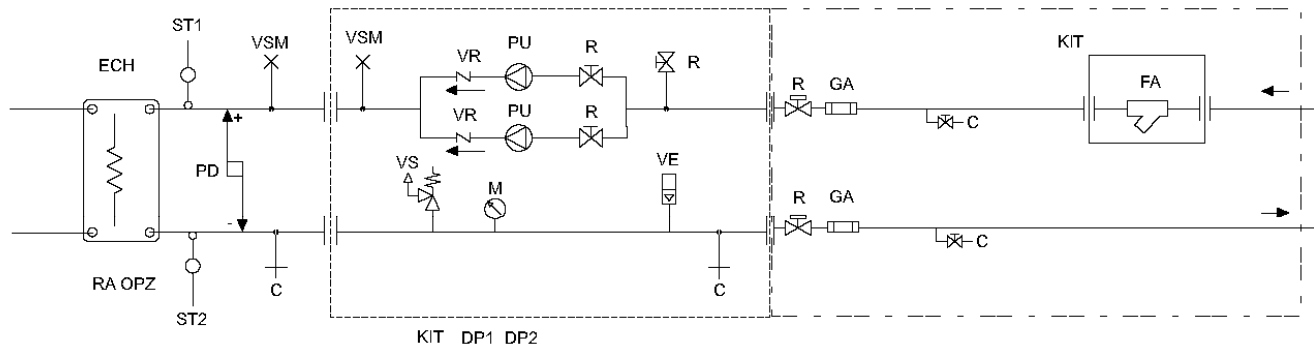 ST1
VSM
VSM
VR
PU
R
KIT
ECH
R
R
GA
FA
VR
PU
R
C
+
PD
VS
M
VE
R
GA
-
C
RA OPZ
C
C
ST2
KIT DP1 DP2